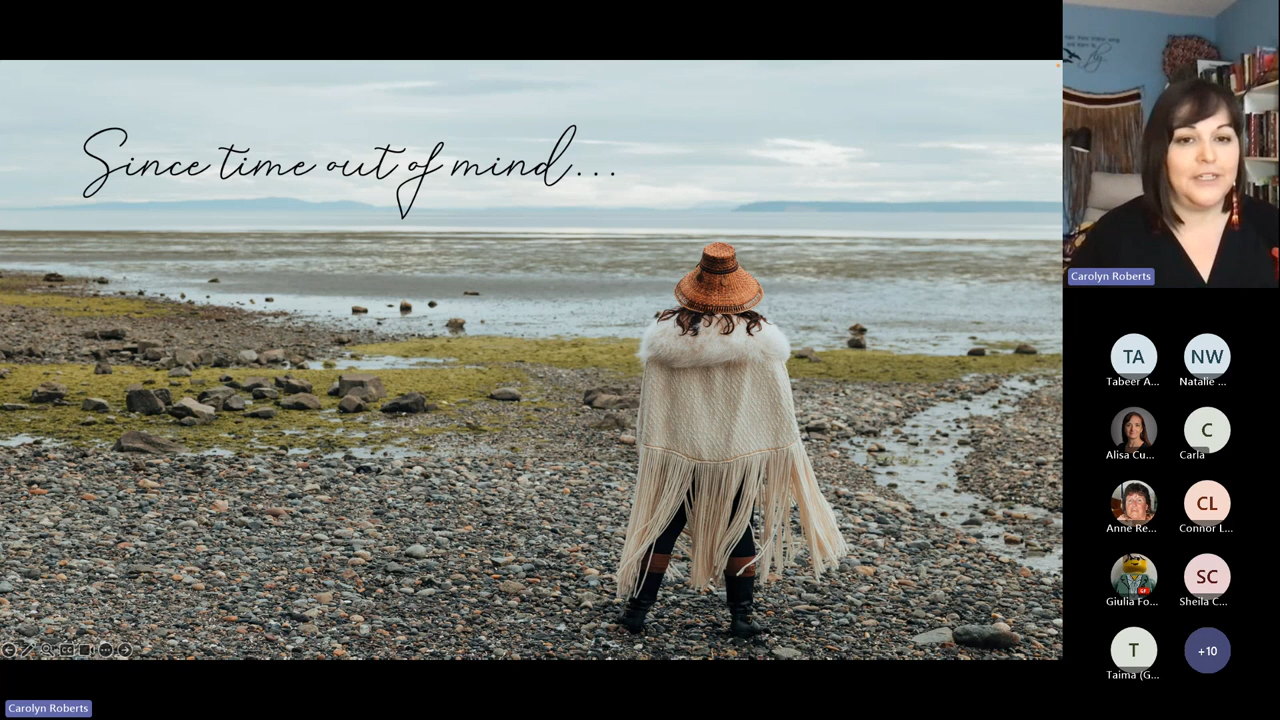 Since time out of mind...
Carolyn Roberts
TA
Tabeer A...
NW
Natalie ...
Alisa Cu...
C
Carla
Anne Re...
CL
Connor L...
GF
Giulia Fo...
SC
Sheila C...
T
Taima (G...
+10
Carolyn Roberts